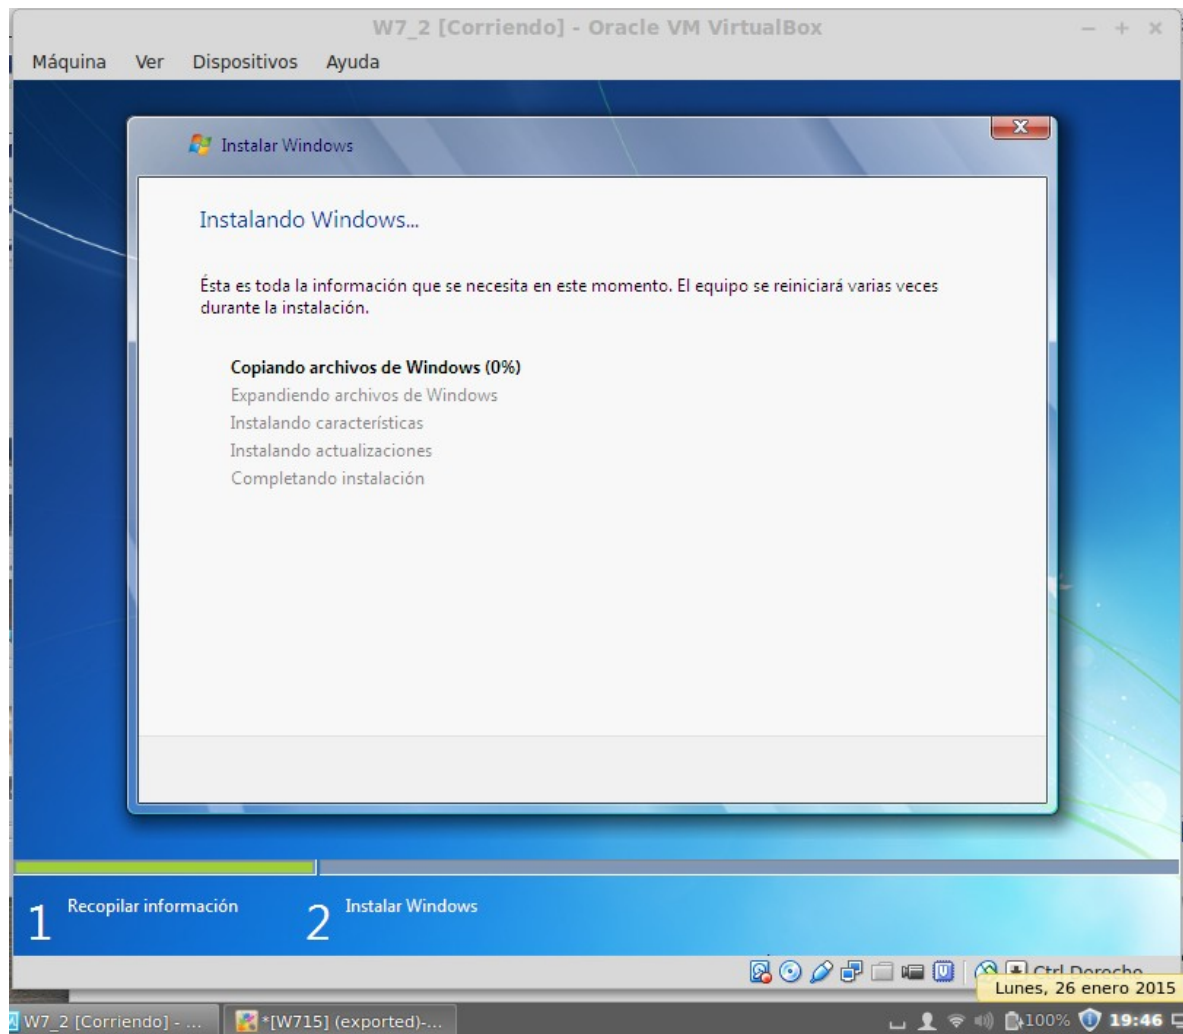 W7_2 [Corriendo] - Oracle VM VirtualBox
Máquina Ver Dispositivos Ayuda
Instalar Windows
Instalando Windows...
Ésta es toda la información que se necesita en este momento. El equipo se reiniciará varias veces
durante la instalación.
Copiando archivos de Windows (0%)
Expandiendo archivos de Windows
Instalando características
Instalando actualizaciones
Completando instalación
1 Recopilar información 2 Instalar Windows
Ctrl Derecho
Lunes, 26 enero 2015
W7_2 [Corriendo] - ... *[W715] (exported)-... 100% 19:46